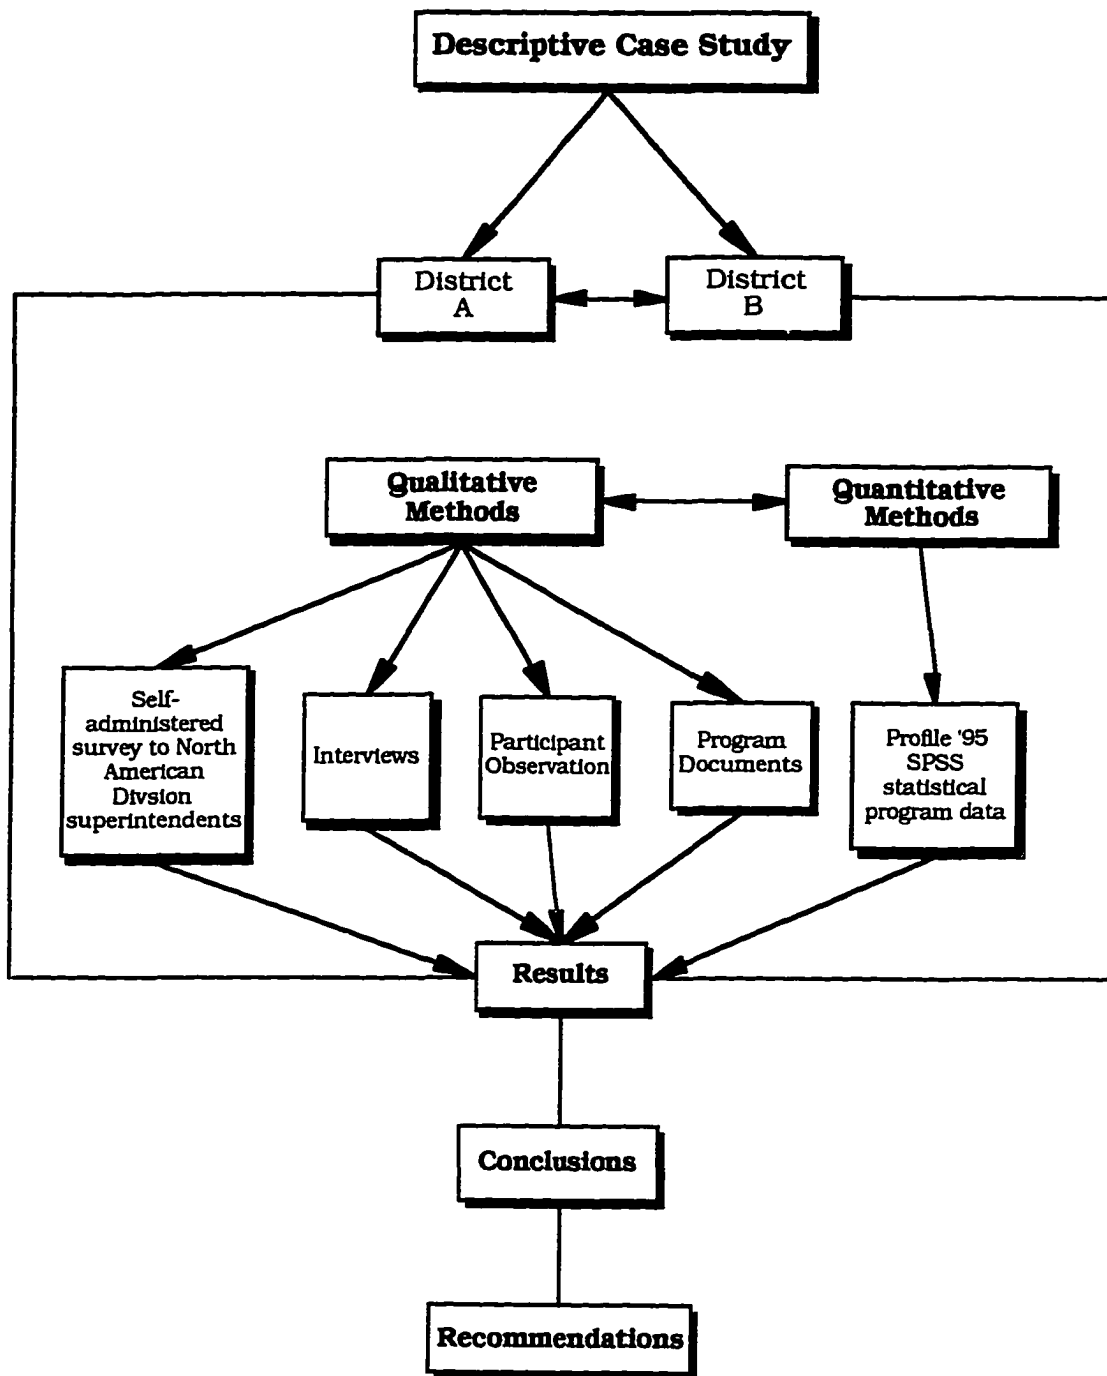 Descriptive Case Study
District
A
District
B
Qualitative
Methods
Quantitative
Methods
Self-
administered
survey to North
American
Divsion
superintendents
Interviews
Participant
Observation
Program
Documents
Profile '95
SPSS
statistical
program data
Results
Conclusions
Recommendations